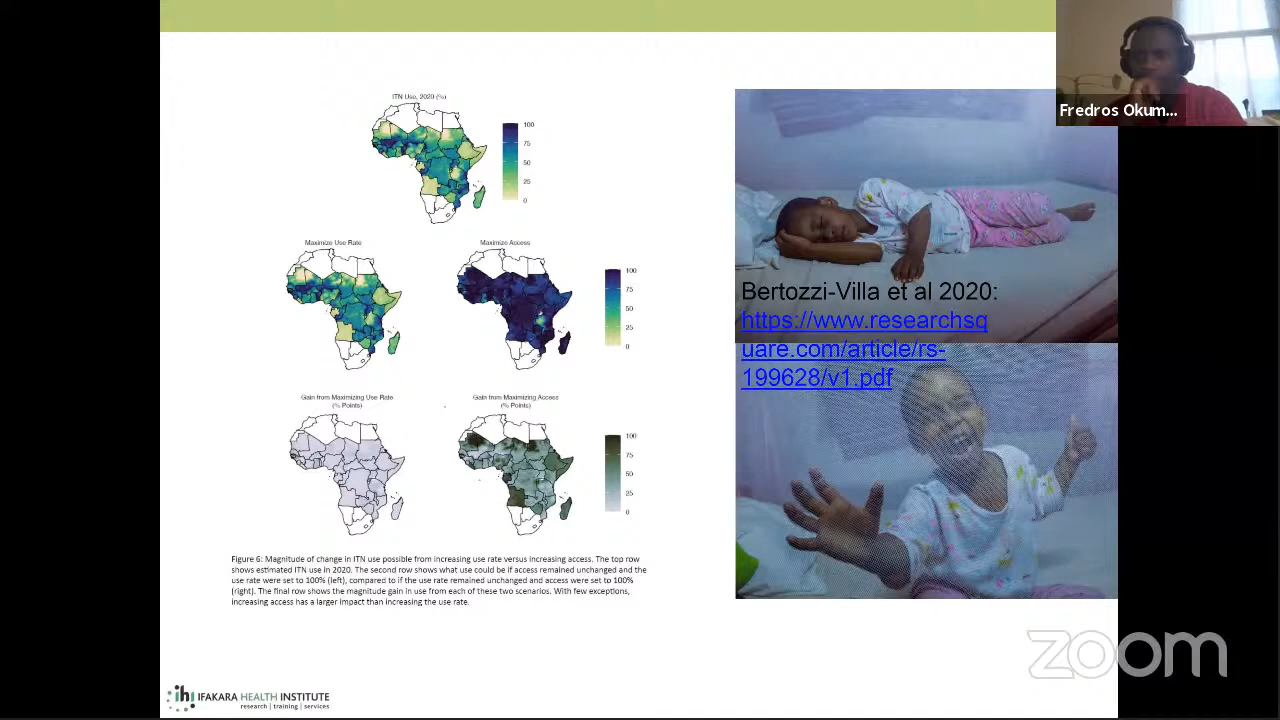 Fredros Okum...
ITN Use, 2020 (%)
100
75
50
25
0
Maximize Use Rate
Maximize Access
100
75
50
25
0
Gain from Maximizing Use Rate
(% Points)
Gain from Maximizing Access
(% Points)
100
75
50
25
0
Figure 6: Magnitude of change in ITN use possible from increasing use rate versus increasing access. The top row
shows estimated ITN use in 2020. The second row shows what use could be if access remained unchanged and the
use rate were set to 100% (left), compared to if the use rate remained unchanged and access were set to 100%
(right). The final row shows the magnitude gain in use from each of these two scenarios. With few exceptions,
increasing access has a larger impact than increasing the use rate.
Bertozzi-Villa et al 2020:
https://www.researchsq
uare.com/article/rs-
199628/v1.pdf
zoom
ihi IFAKARA HEALTH INSTITUTE
research | training | services